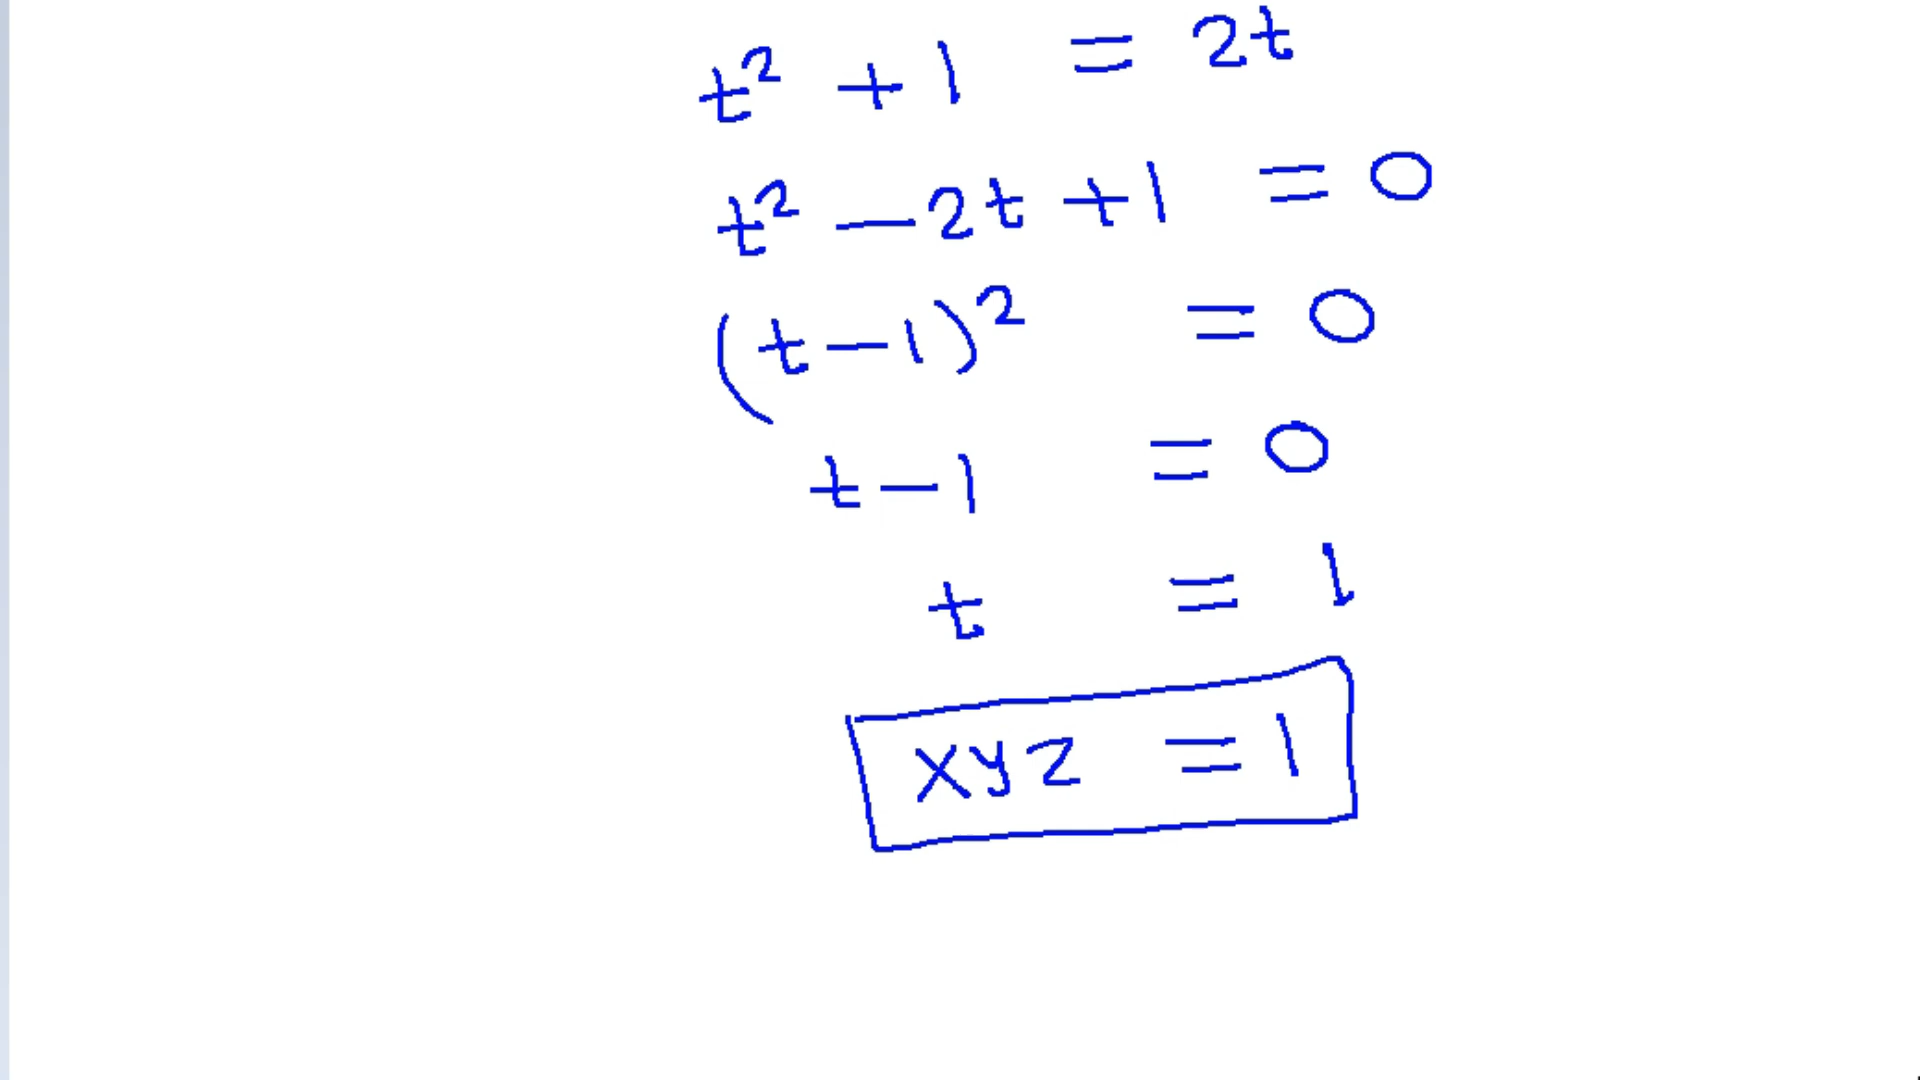 t² + 1 = 2t
t² - 2t + 1 = 0
(t - 1)² = 0
t - 1 = 0
t = 1
xyz = 1